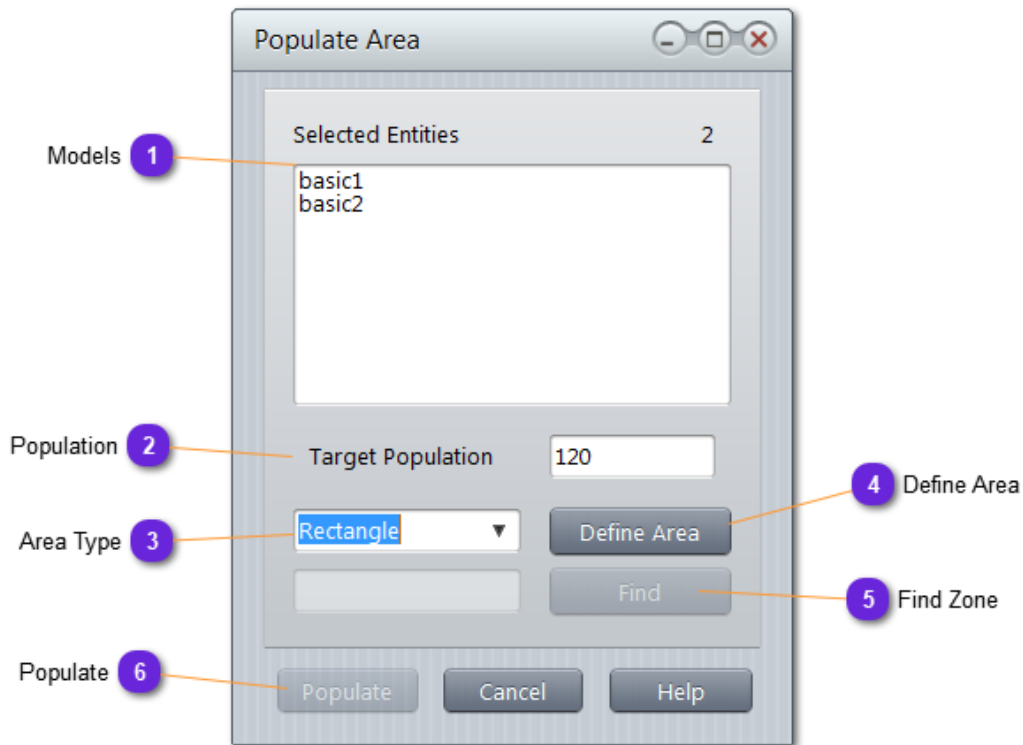 Populate Area
Selected Entities 2
Models 1
basic1
basic2
Population 2
Target Population 120
4 Define Area
Area Type 3
Rectangle
Define Area
Find
5 Find Zone
Populate 6
Populate Cancel Help